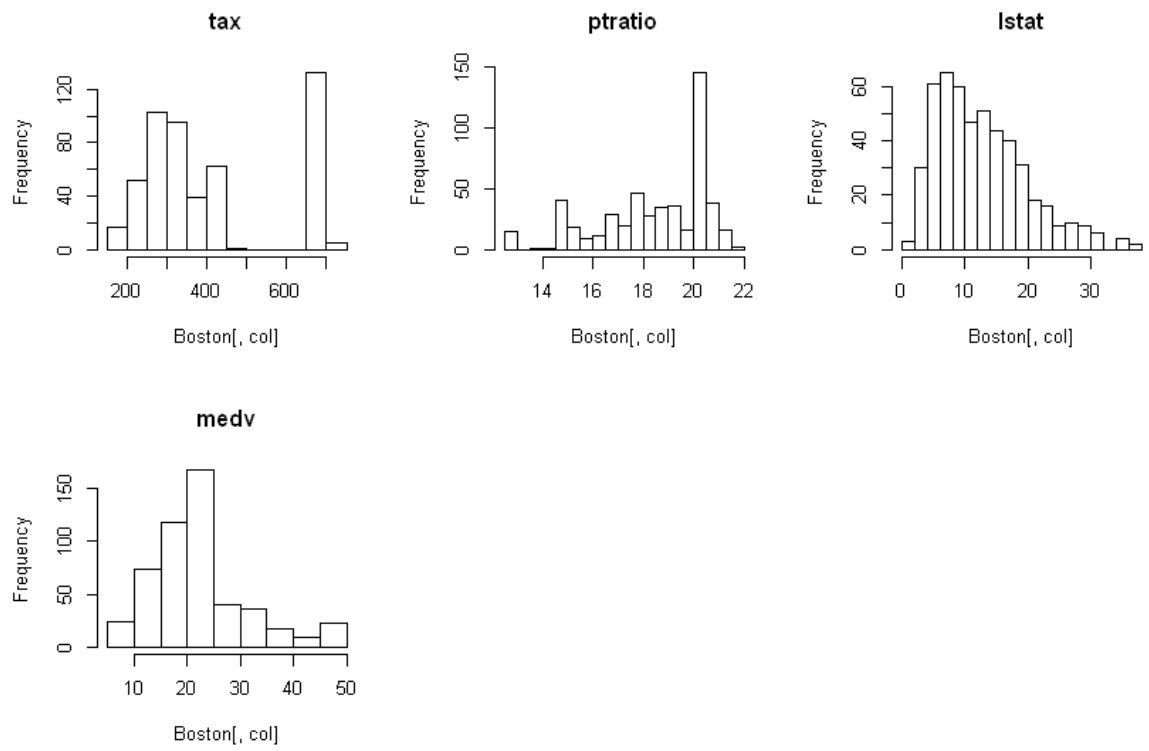 tax
Frequency
0 40 80 120
200 400 600
Boston[, col]
ptratio
Frequency
0 50 100 150
14 16 18 20 22
Boston[, col]
lstat
Frequency
0 20 40 60
0 10 20 30
Boston[, col]
medv
Frequency
0 50 100 150
10 20 30 40 50
Boston[, col]